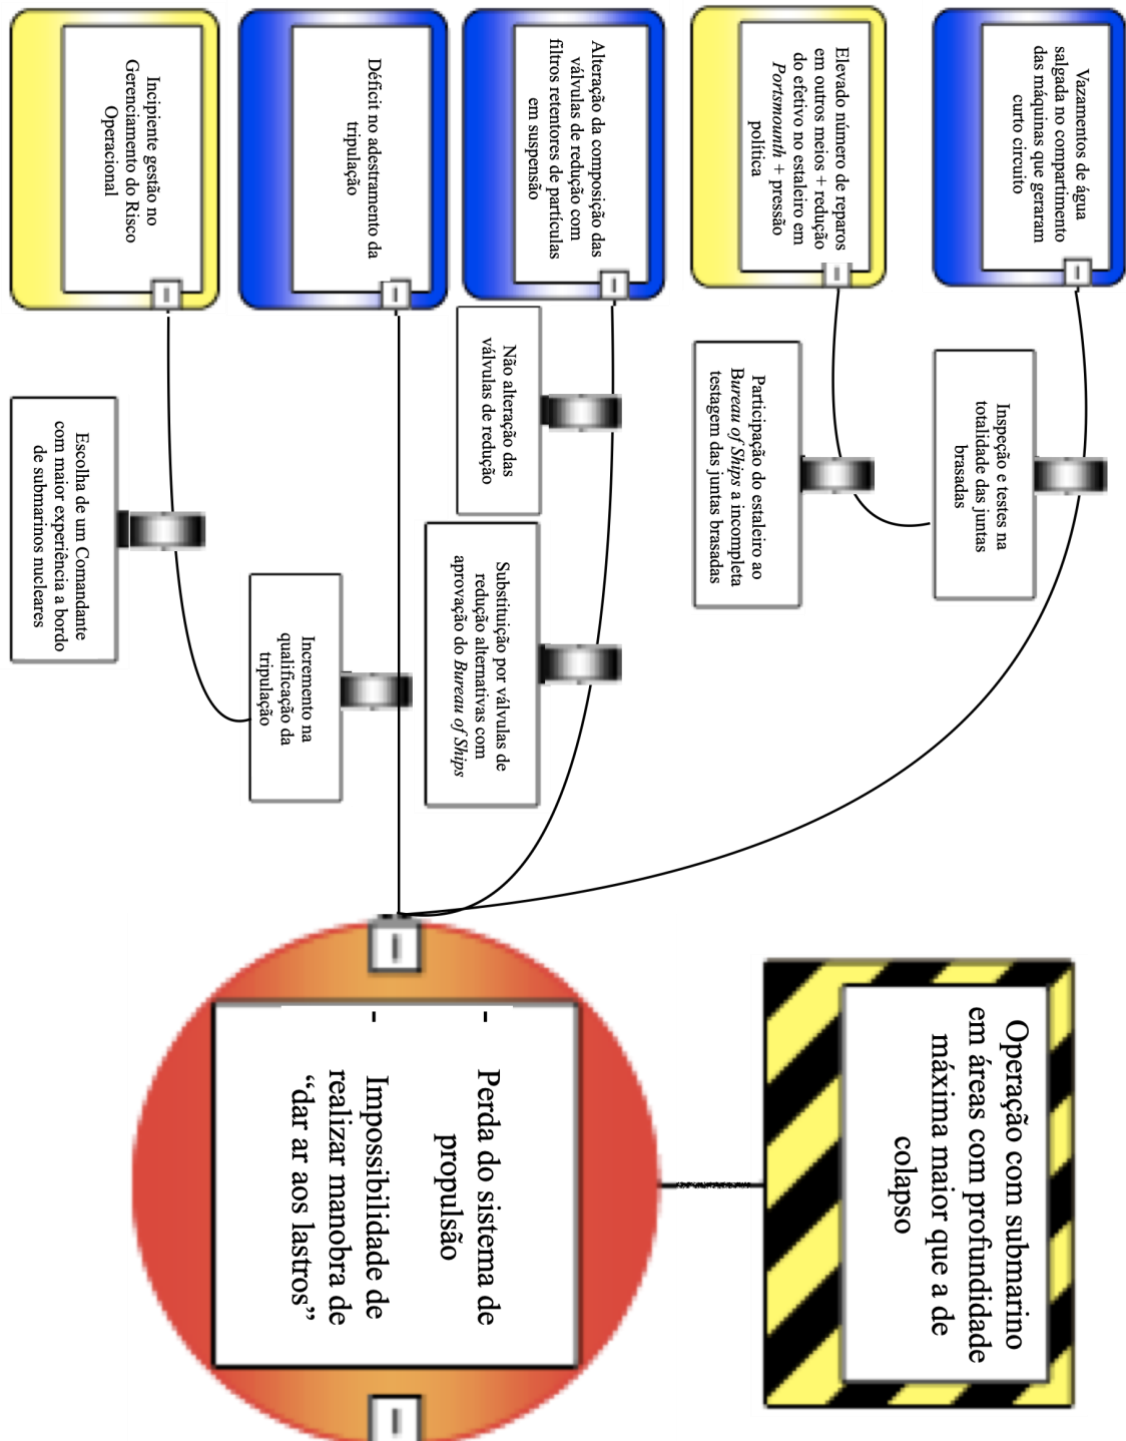 Operação com submarino
em áreas com profundidade
máxima maior que a de
colapso
Vazamentos de água
salgada no compartimento
das máquinas que geraram
curto circuito
Inspeção e testes na
totalidade das juntas
brasadas
Elevado número de reparos
em outros meios + redução
do efetivo no estaleiro em
Portsmouth + pressão
política
Participação do estaleiro ao
Bureau of Ships a incompleta
testagem das juntas brasadas
Alteração da composição das
válvulas de redução com
filtros retentores de partículas
em suspensão
Não alteração das
válvulas de redução
Substituição por válvulas de
redução alternativas com
aprovação do Bureau of Ships
- Perda do sistema de
propulsão
- Impossibilidade de
realizar manobra de
“dar ar aos lastros”
Déficit no adestramento da
tripulação
Incremento na
qualificação da
tripulação
Incipiente gestão no
Gerenciamento do Risco
Operacional
Escolha de um Comandante
com maior experiência a bordo
de submarinos nucleares